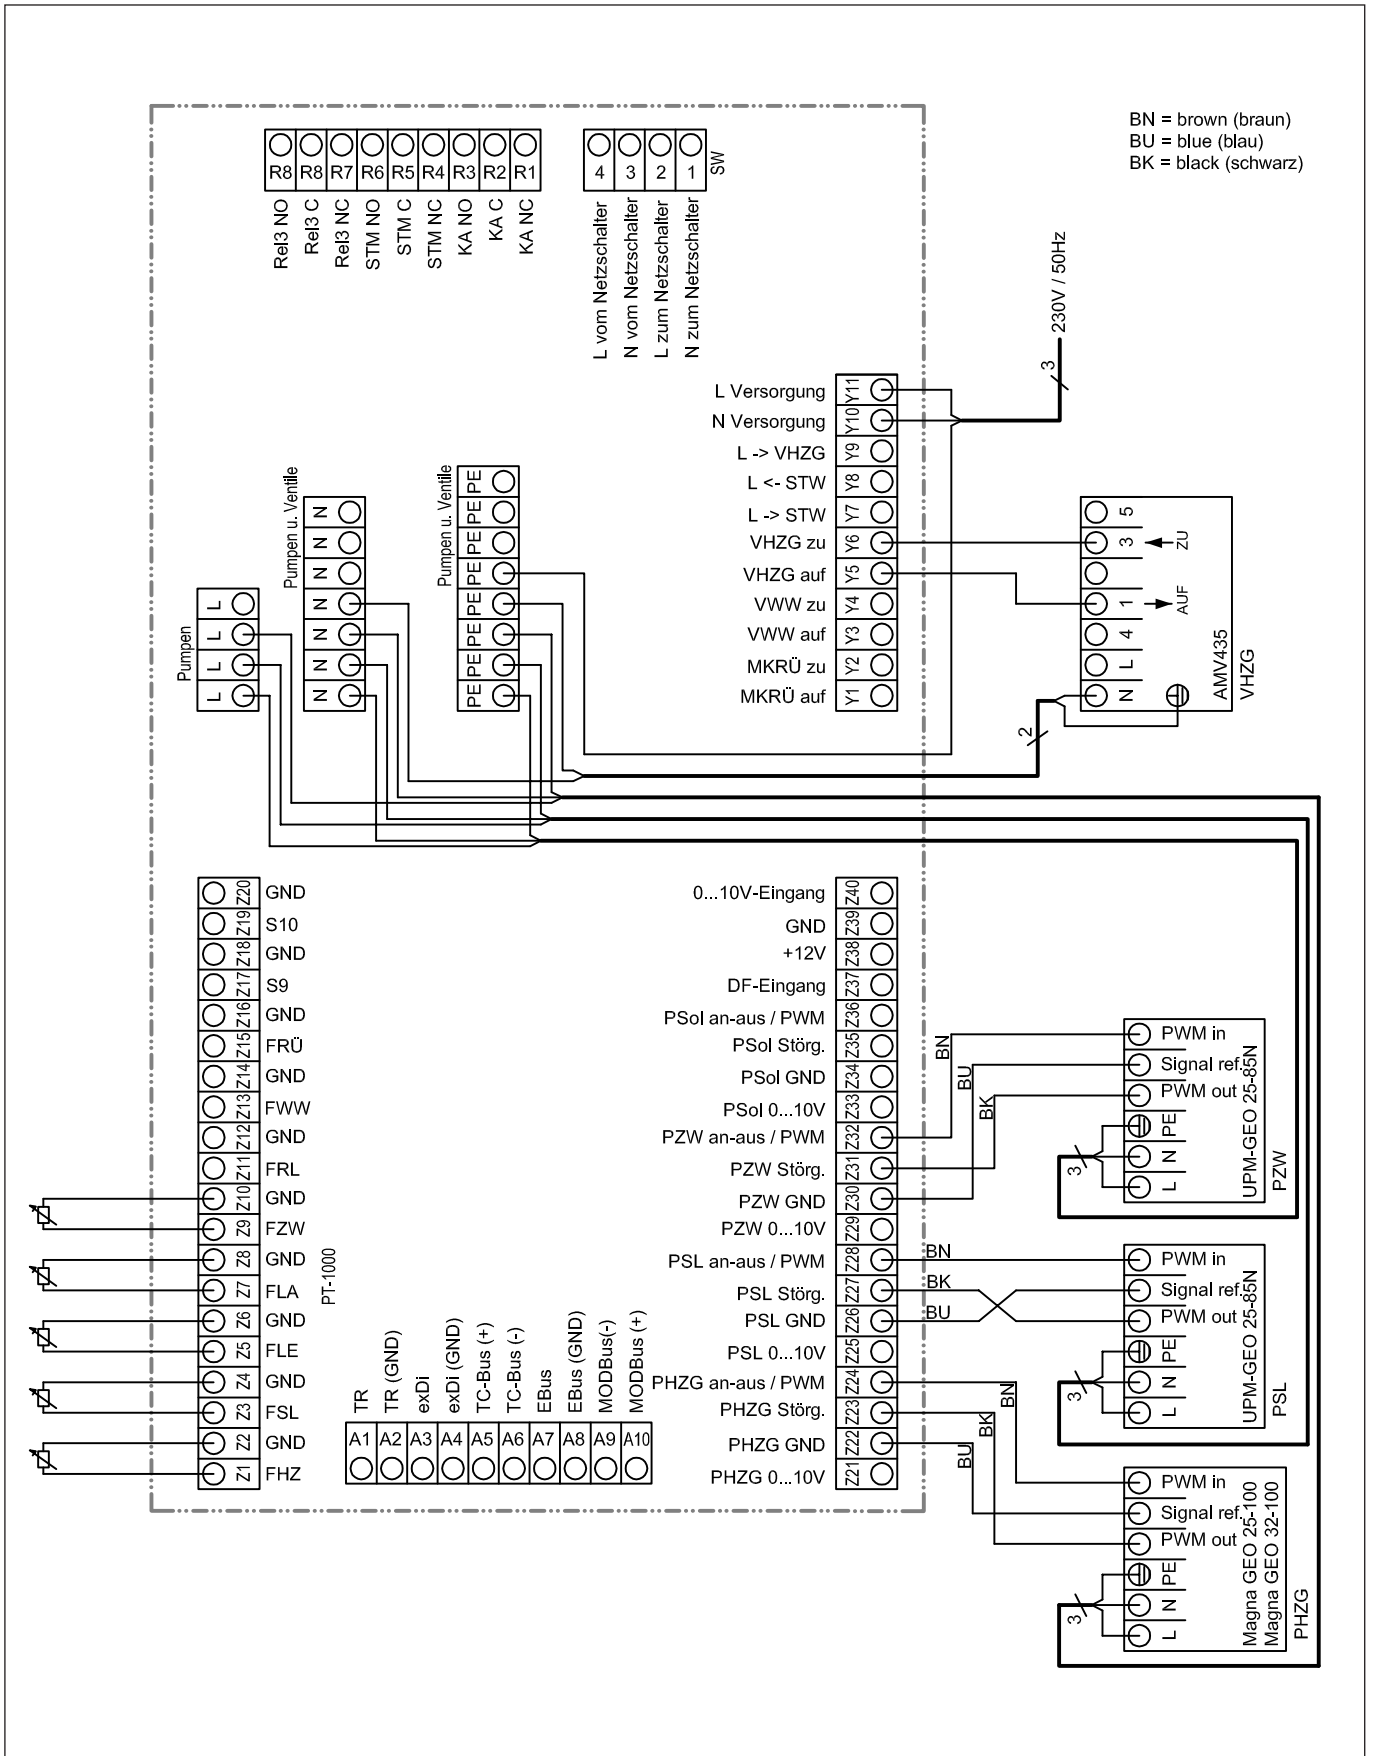 BN = brown (braun)
BU = blue (blau)
BK = black (schwarz)
R8 R8 R7 R6 R5 R4 R3 R2 R1
Rel3 NO
Rel3 C
Rel3 NC
STM NO
STM C
STM NC
KA NO
KA C
KA NC
4 3 2 1
SW
L vom Netzschalter
N vom Netzschalter
L zum Netzschalter
N zum Netzschalter
230V / 50Hz
3
L Versorgung Y11
N Versorgung Y10
L -> VHZG Y9
L <- STW Y8
L -> STW Y7
VHZG zu Y6
VHZG auf Y5
VWW zu Y4
VWW auf Y3
MKRÜ zu Y2
MKRÜ auf Y1
Pumpen
L
L
L
L
Pumpen u. Ventile
N
N
N
N
N
N
N
Pumpen u. Ventile
PE
PE
PE
PE
PE
PE
PE
PE
5
3 ZU
1 AUF
4
L
N
AMV435
VHZG
2
Z20 GND
Z19 S10
Z18 GND
Z17 S9
Z16 GND
Z15 FRÜ
Z14 GND
Z13 FWW
Z12 GND
Z11 FRL
Z10 GND
Z9 FZW
Z8 GND
Z7 FLA
Z6 GND
Z5 FLE
Z4 GND
Z3 FSL
Z2 GND
Z1 FHZ
PT-1000
TR
TR (GND)
exDi
exDi (GND)
TC-Bus (+)
TC-Bus (-)
EBus
EBus (GND)
MODBus(-)
MODBus (+)
A1 A2 A3 A4 A5 A6 A7 A8 A9 A10
0...10V-Eingang Z40
GND Z39
+12V Z38
DF-Eingang Z37
PSol an-aus / PWM Z36
PSol Störg. Z35
PSol GND Z34
PSol 0...10V Z33
PZW an-aus / PWM Z32
PZW Störg. Z31
PZW GND Z30
PZW 0...10V Z29
PSL an-aus / PWM Z28
PSL Störg. Z27
PSL GND Z26
PSL 0...10V Z25
PHZG an-aus / PWM Z24
PHZG Störg. Z23
PHZG GND Z22
PHZG 0...10V Z21
BN
BU
BK
PWM in
Signal ref.
PWM out
PE
N
L
3
UPM-GEO 25-85N
PZW
BN
BK
BU
PWM in
Signal ref.
PWM out
PE
N
L
3
UPM-GEO 25-85N
PSL
BN
BK
BU
PWM in
Signal ref.
PWM out
PE
N
L
3
Magna GEO 25-100
Magna GEO 32-100
PHZG